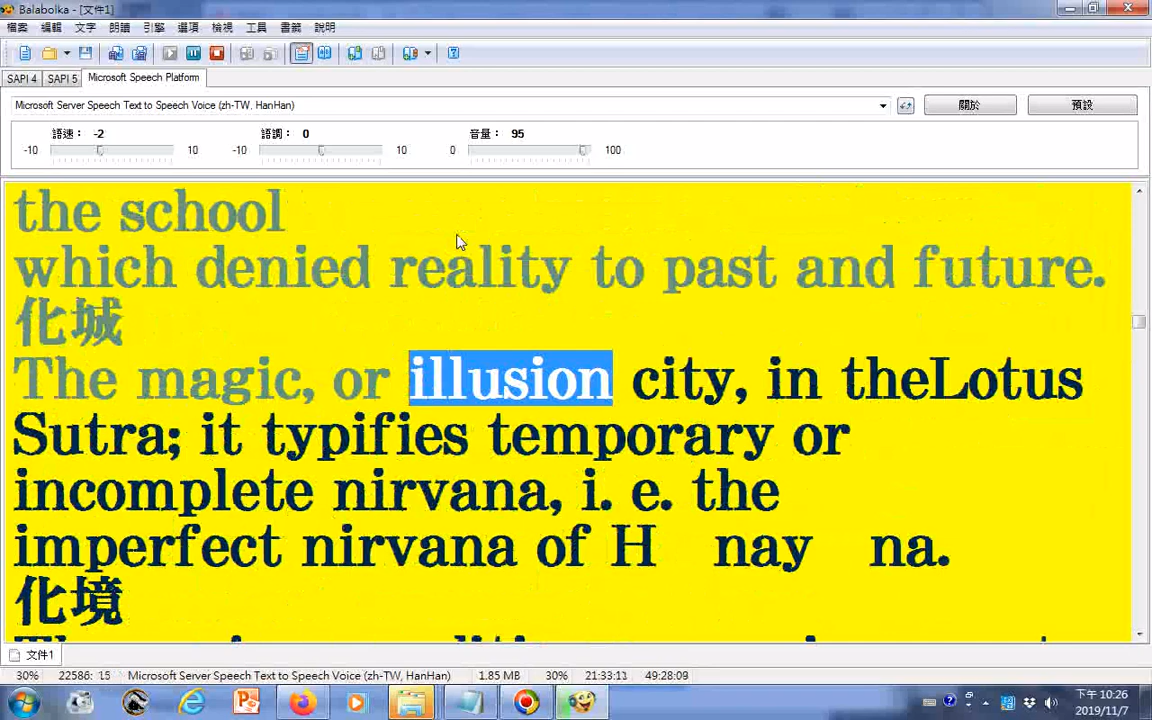 Balabolka - [文件1]
檔案 編輯 文字 朗讀 引擎 選項 檢視 工具 書籤 說明
SAPI 4 SAPI 5 Microsoft Speech Platform
Microsoft Server Speech Text to Speech Voice (zh-TW, HanHan) 關於 預設
語速： -2 語調： 0 音量： 95
-10 10 -10 10 0 100
the school
which denied reality to past and future.
化城
The magic, or illusion city, in theLotus
Sutra; it typifies temporary or
incomplete nirvana, i. e. the
imperfect nirvana of H nay na.
化境
文件1
30% 22586: 15 Microsoft Server Speech Text to Speech Voice (zh-TW, HanHan) 1.85 MB 30% 21:33:11 49:28:09
下午 10:26
2019/11/7